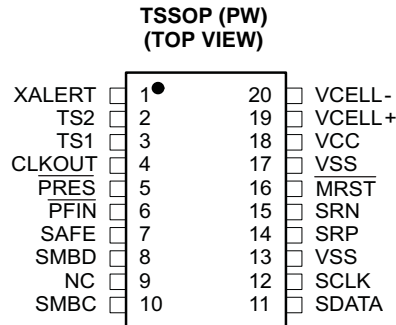 TSSOP (PW)
(TOP VIEW)
XALERT 1 20 VCELL-
TS2 2 19 VCELL+
TS1 3 18 VCC
CLKOUT 4 17 VSS
PRES 5 16 MRST
PFIN 6 15 SRN
SAFE 7 14 SRP
SMBD 8 13 VSS
NC 9 12 SCLK
SMBC 10 11 SDATA